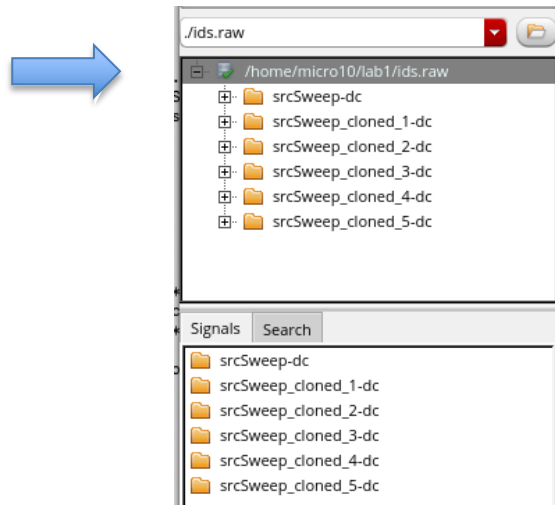 ./ids.raw
/home/micro10/lab1/ids.raw
srcSweep-dc
srcSweep_cloned_1-dc
srcSweep_cloned_2-dc
srcSweep_cloned_3-dc
srcSweep_cloned_4-dc
srcSweep_cloned_5-dc
Signals Search
srcSweep-dc
srcSweep_cloned_1-dc
srcSweep_cloned_2-dc
srcSweep_cloned_3-dc
srcSweep_cloned_4-dc
srcSweep_cloned_5-dc